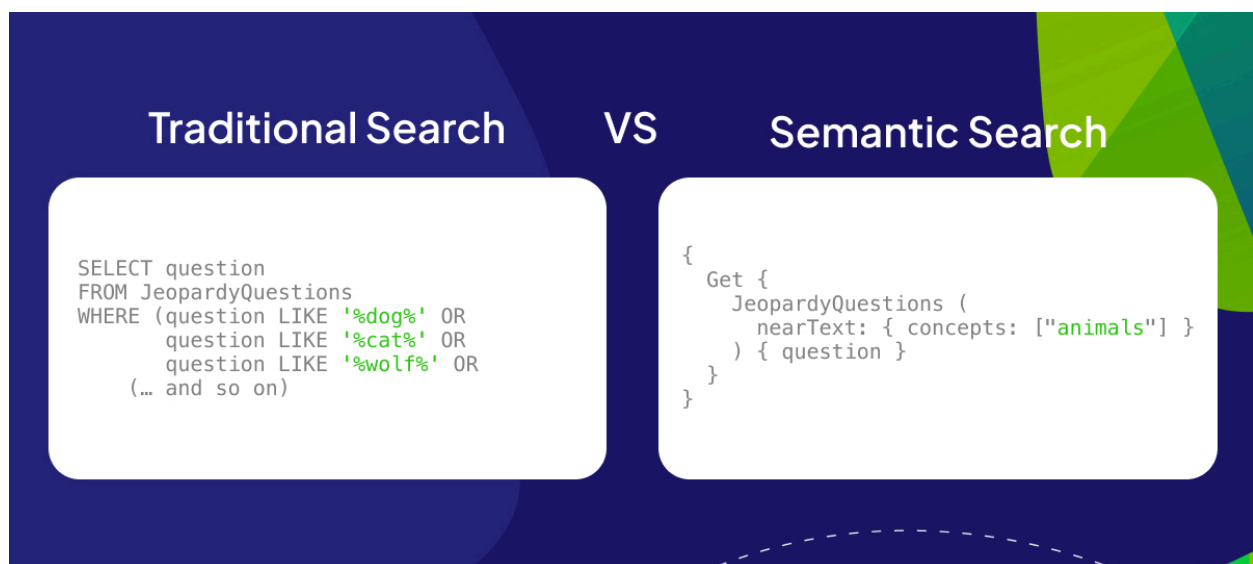 Traditional Search VS Semantic Search
SELECT question
FROM JeopardyQuestions
WHERE (question LIKE '%dog%' OR
       question LIKE '%cat%' OR
       question LIKE '%wolf%' OR
    (… and so on)
{
  Get {
    JeopardyQuestions (
      nearText: { concepts: ["animals"] }
    ) { question }
  }
}